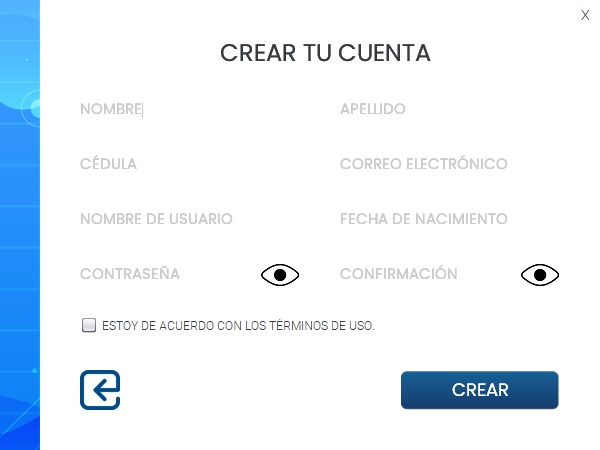 X
CREAR TU CUENTA
NOMBRE APELLIDO
CÉDULA CORREO ELECTRÓNICO
NOMBRE DE USUARIO FECHA DE NACIMIENTO
CONTRASEÑA CONFIRMACIÓN
ESTOY DE ACUERDO CON LOS TÉRMINOS DE USO.
CREAR